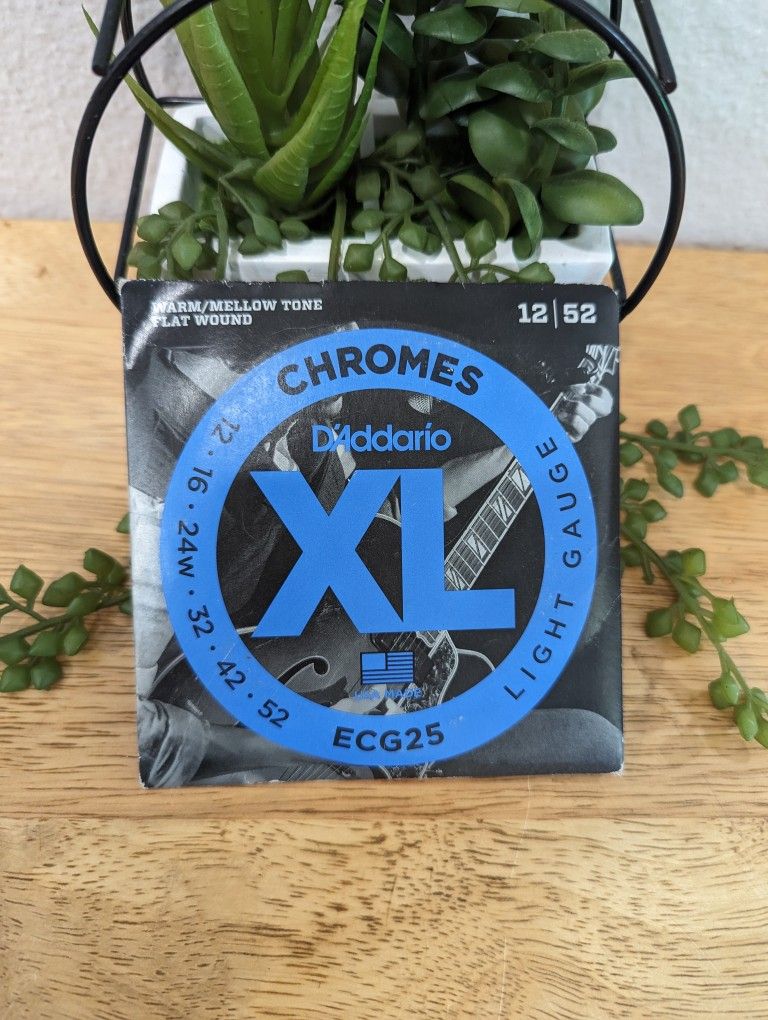 WARM/MELLOW TONE
FLAT WOUND
12|52
CHROMES
D'Addario
XL
12 · 16 · 24W · 32 · 42 · 52
LIGHT GAUGE
USA MADE
ECG25